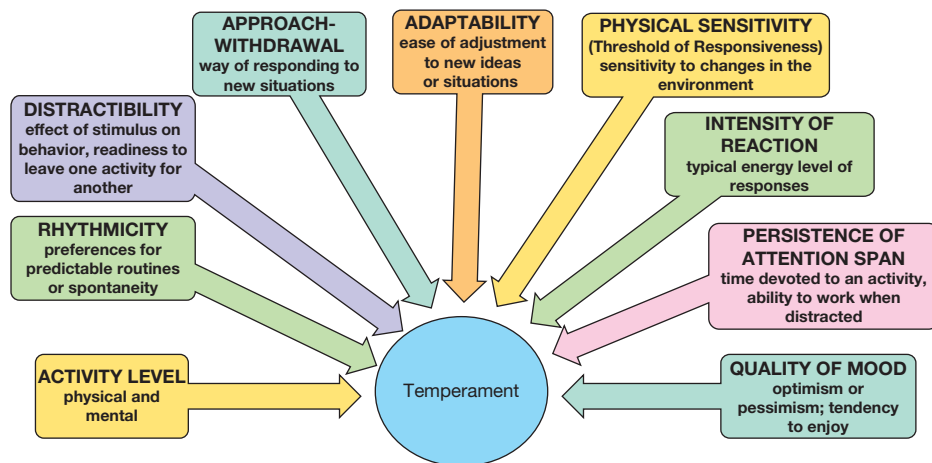 APPROACH-
WITHDRAWAL
way of responding to
new situations
ADAPTABILITY
ease of adjustment
to new ideas
or situations
PHYSICAL SENSITIVITY
(Threshold of Responsiveness)
sensitivity to changes in the
environment
DISTRACTIBILITY
effect of stimulus on
behavior, readiness to
leave one activity for
another
INTENSITY OF
REACTION
typical energy level of
responses
RHYTHMICITY
preferences for
predictable routines
or spontaneity
PERSISTENCE OF
ATTENTION SPAN
time devoted to an activity,
ability to work when
distracted
ACTIVITY LEVEL
physical and
mental
Temperament
QUALITY OF MOOD
optimism or
pessimism; tendency
to enjoy